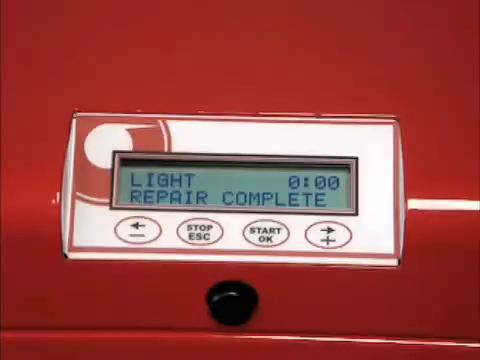 LIGHT 0:00
REPAIR COMPLETE
← − STOP ESC START OK → +